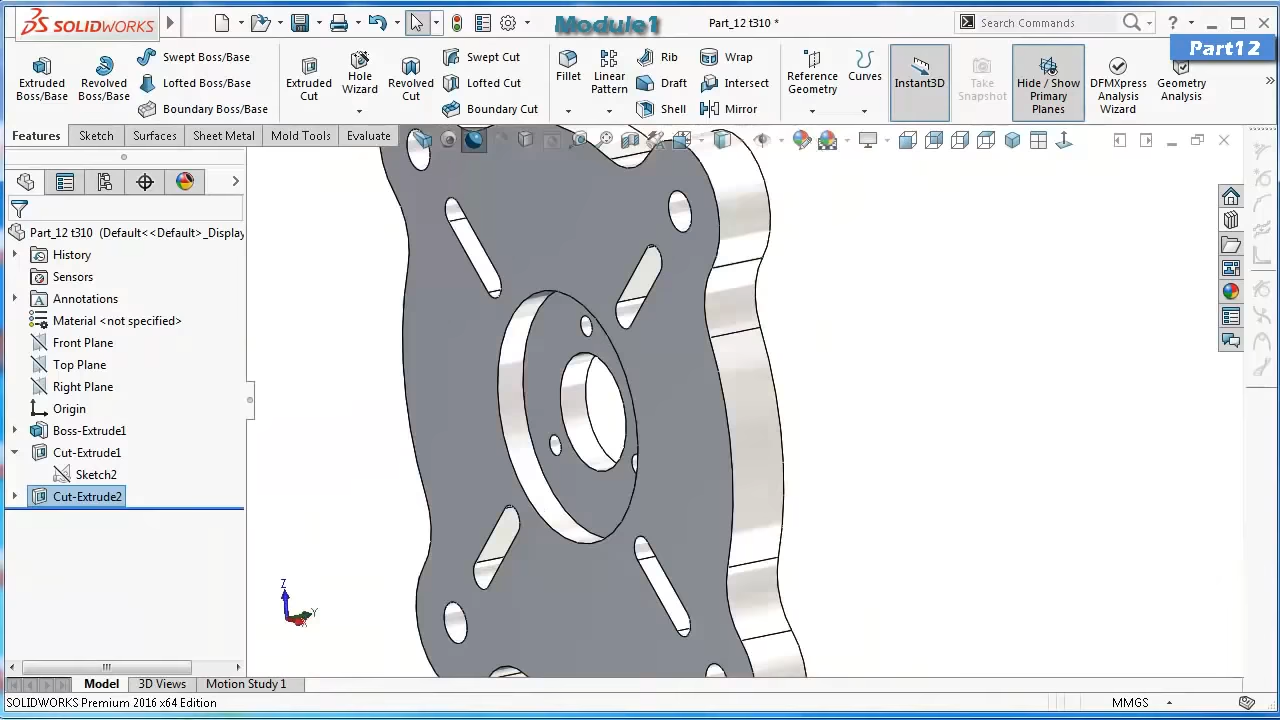 SOLIDWORKS
Module1
Part_12 t310 *
Search Commands
?
Part12
Extruded Boss/Base
Revolved Boss/Base
Swept Boss/Base
Lofted Boss/Base
Boundary Boss/Base
Extruded Cut
Hole Wizard
Revolved Cut
Swept Cut
Lofted Cut
Boundary Cut
Fillet
Linear Pattern
Rib
Draft
Shell
Wrap
Intersect
Mirror
Reference Geometry
Curves
Instant3D
Take Snapshot
Hide / Show Primary Planes
DFMXpress Analysis Wizard
Geometry Analysis
Features
Sketch
Surfaces
Sheet Metal
Mold Tools
Evaluate
Part_12 t310 (Default<<Default>_Display
History
Sensors
Annotations
Material <not specified>
Front Plane
Top Plane
Right Plane
Origin
Boss-Extrude1
Cut-Extrude1
Sketch2
Cut-Extrude2
Z
Y
X
Model
3D Views
Motion Study 1
SOLIDWORKS Premium 2016 x64 Edition
MMGS